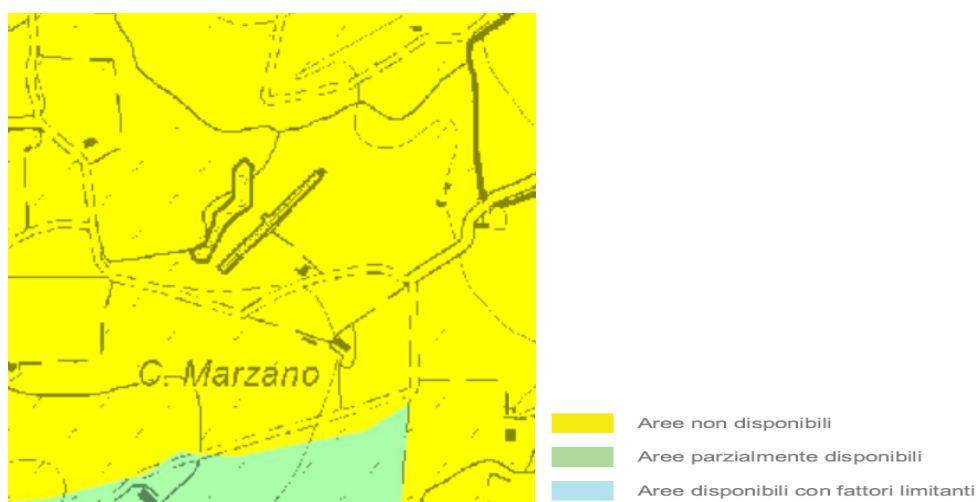 C. Marzano
Aree non disponibili
Aree parzialmente disponibili
Aree disponibili con fattori limitanti